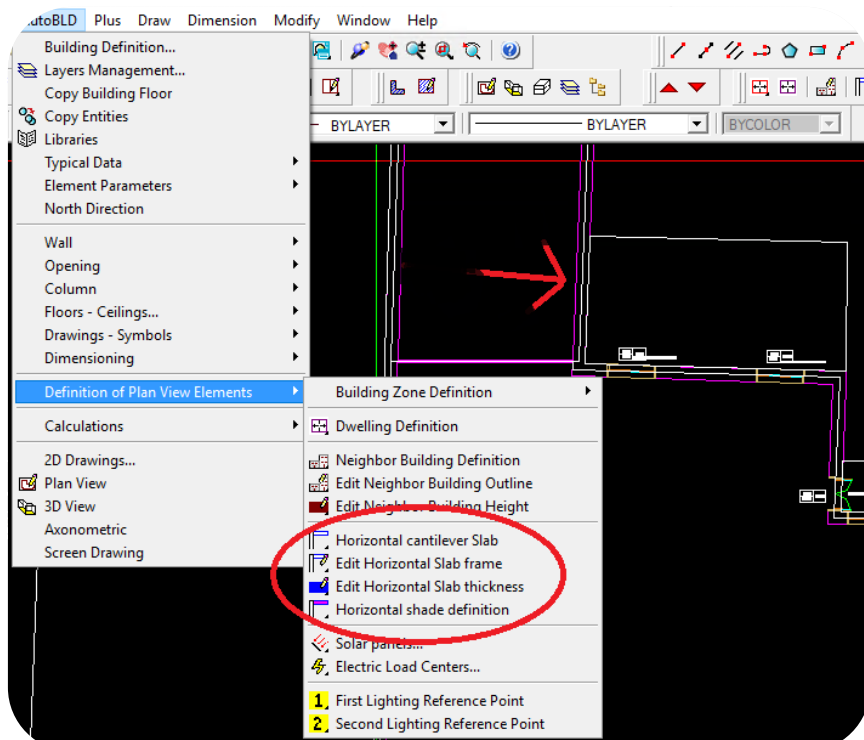 utoBLD Plus Draw Dimension Modify Window Help
Building Definition...
Layers Management...
Copy Building Floor
Copy Entities
Libraries
Typical Data
Element Parameters
North Direction
BYLAYER BYLAYER BYCOLOR
Wall
Opening
Column
Floors - Ceilings...
Drawings - Symbols
Dimensioning
Definition of Plan View Elements
Calculations
2D Drawings...
Plan View
3D View
Axonometric
Screen Drawing
Building Zone Definition
Dwelling Definition
Neighbor Building Definition
Edit Neighbor Building Outline
Edit Neighbor Building Height
Horizontal cantilever Slab
Edit Horizontal Slab frame
Edit Horizontal Slab thickness
Horizontal shade definition
Solar panels...
Electric Load Centers...
1 First Lighting Reference Point
2 Second Lighting Reference Point